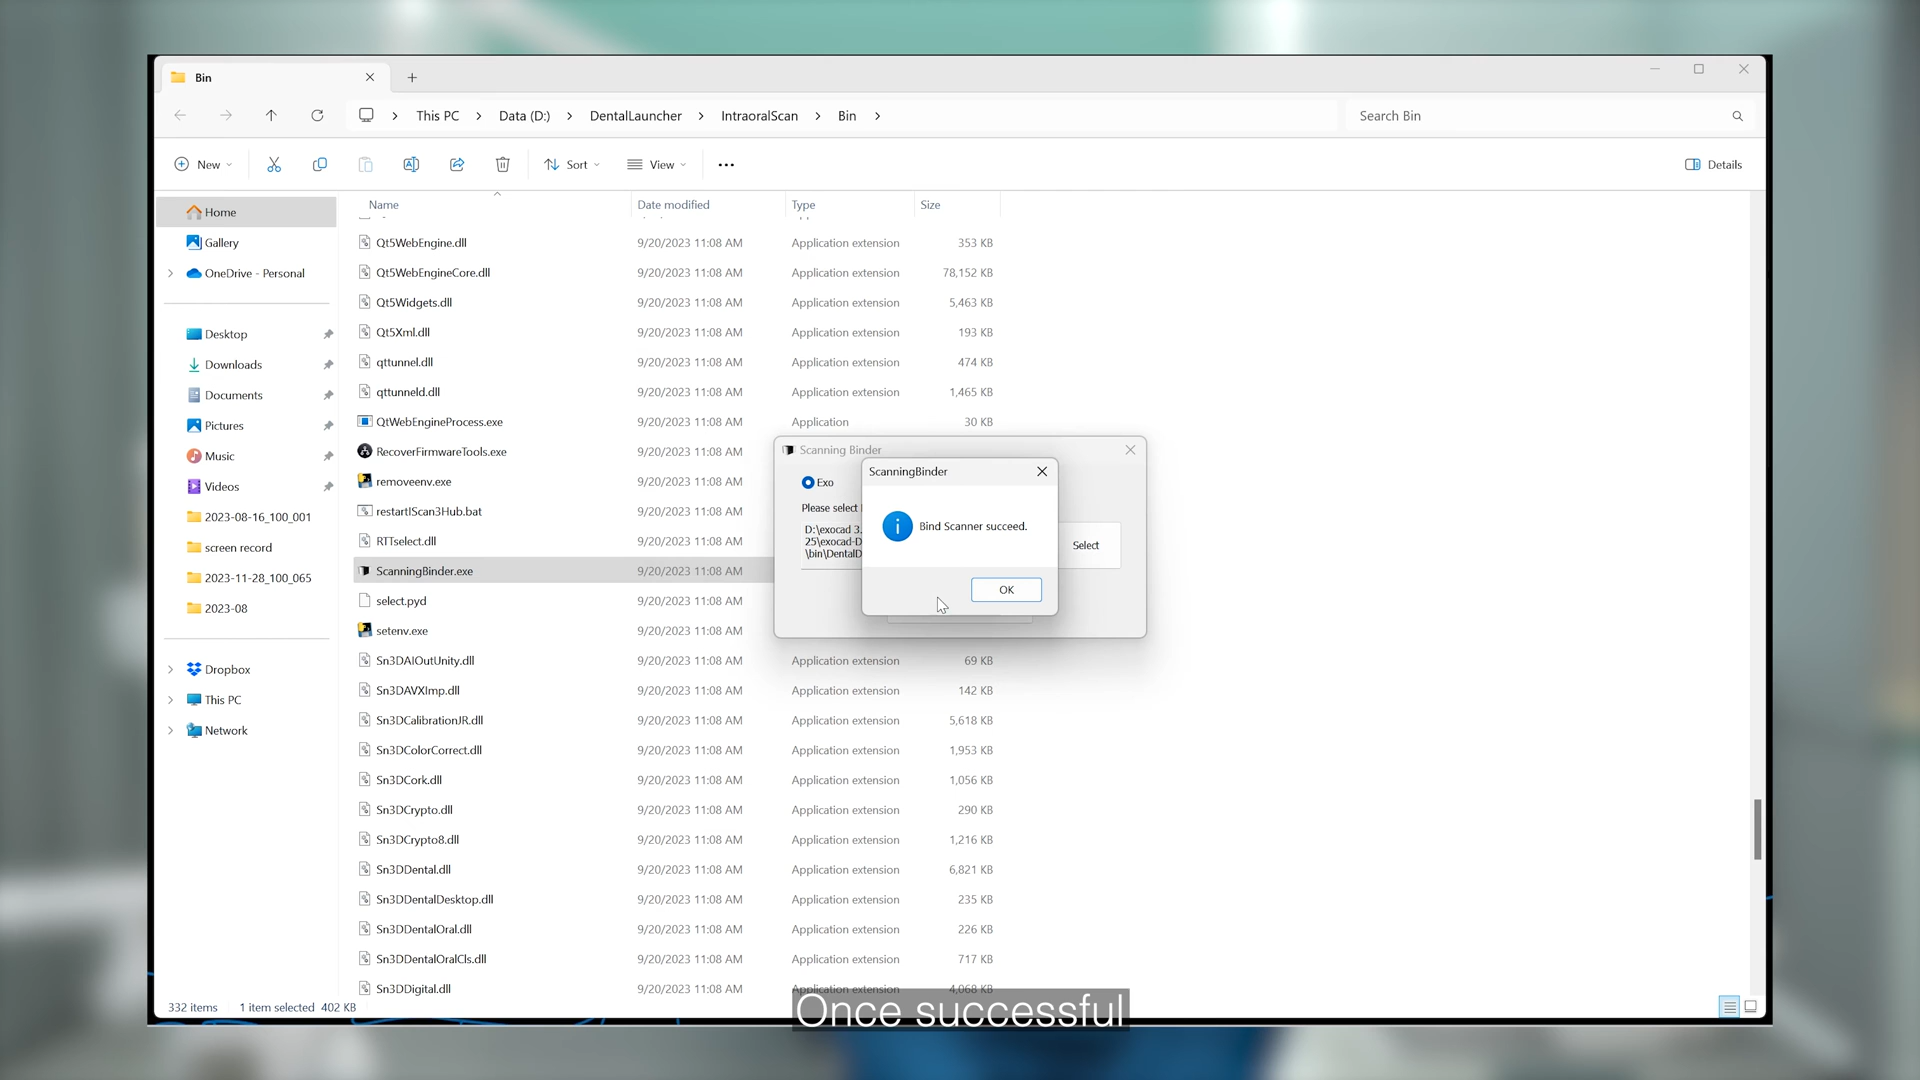 Bin
This PC
Data (D:)
DentalLauncher
IntraoralScan
Bin
Search Bin
New
Sort
View
Details
Name Date modified Type Size
Home
Gallery
OneDrive - Personal
Desktop
Downloads
Documents
Pictures
Music
Videos
2023-08-16_100_001
screen record
2023-11-28_100_065
2023-08
Dropbox
This PC
Network
Qt5WebEngine.dll 9/20/2023 11:08 AM Application extension 353 KB
Qt5WebEngineCore.dll 9/20/2023 11:08 AM Application extension 78,152 KB
Qt5Widgets.dll 9/20/2023 11:08 AM Application extension 5,463 KB
Qt5Xml.dll 9/20/2023 11:08 AM Application extension 193 KB
qttunnel.dll 9/20/2023 11:08 AM Application extension 474 KB
qttunneld.dll 9/20/2023 11:08 AM Application extension 1,465 KB
QtWebEngineProcess.exe 9/20/2023 11:08 AM Application 30 KB
RecoverFirmwareTools.exe 9/20/2023 11:08 AM
removeenv.exe 9/20/2023 11:08 AM
restartIScan3Hub.bat 9/20/2023 11:08 AM
RTTselect.dll 9/20/2023 11:08 AM
ScanningBinder.exe 9/20/2023 11:08 AM
select.pyd 9/20/2023 11:08 AM
setenv.exe 9/20/2023 11:08 AM
Sn3DAIOutUnity.dll 9/20/2023 11:08 AM Application extension 69 KB
Sn3DAVXImp.dll 9/20/2023 11:08 AM Application extension 142 KB
Sn3DCalibrationJR.dll 9/20/2023 11:08 AM Application extension 5,618 KB
Sn3DColorCorrect.dll 9/20/2023 11:08 AM Application extension 1,953 KB
Sn3DCork.dll 9/20/2023 11:08 AM Application extension 1,056 KB
Sn3DCrypto.dll 9/20/2023 11:08 AM Application extension 290 KB
Sn3DCrypto8.dll 9/20/2023 11:08 AM Application extension 1,216 KB
Sn3DDental.dll 9/20/2023 11:08 AM Application extension 6,821 KB
Sn3DDentalDesktop.dll 9/20/2023 11:08 AM Application extension 235 KB
Sn3DDentalOral.dll 9/20/2023 11:08 AM Application extension 226 KB
Sn3DDentalOralCls.dll 9/20/2023 11:08 AM Application extension 717 KB
Sn3DDigital.dll 9/20/2023 11:08 AM Application extension 4,068 KB
Scanning Binder
Exo
Please select
D:\exocad 3.
25\exocad-D
\bin\DentalD
Select
ScanningBinder
Bind Scanner succeed.
OK
332 items 1 item selected 402 KB
Once successful